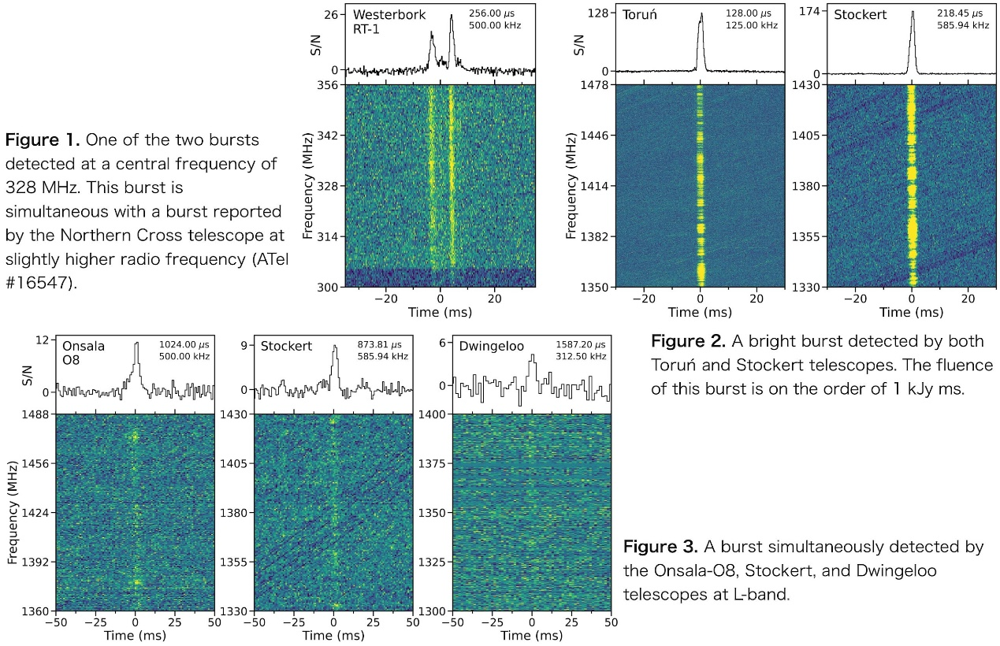 Westerbork
RT-1
256.00 μs
500.00 kHz
S/N
26
0
356
342
328
314
300
Frequency (MHz)
−20
0
20
Time (ms)
Toruń
128.00 μs
125.00 kHz
S/N
128
0
1478
1446
1414
1382
1350
Frequency (MHz)
−20
0
20
Time (ms)
Stockert
218.45 μs
585.94 kHz
174
0
1430
1405
1380
1355
1330
−20
0
20
Time (ms)
Figure 1. One of the two bursts
detected at a central frequency of
328 MHz. This burst is
simultaneous with a burst reported
by the Northern Cross telescope at
slightly higher radio frequency (ATel
#16547).
Onsala
O8
1024.00 μs
500.00 kHz
S/N
12
0
1488
1456
1424
1392
1360
Frequency (MHz)
−50
−25
0
25
50
Time (ms)
Stockert
873.81 μs
585.94 kHz
9
0
1430
1405
1380
1355
1330
−50
−25
0
25
50
Time (ms)
Dwingeloo
1587.20 μs
312.50 kHz
6
0
1400
1375
1350
1325
1300
−50
−25
0
25
50
Time (ms)
Figure 2. A bright burst detected by both
Toruń and Stockert telescopes. The fluence
of this burst is on the order of 1 kJy ms.
Figure 3. A burst simultaneously detected by
the Onsala-O8, Stockert, and Dwingeloo
telescopes at L-band.